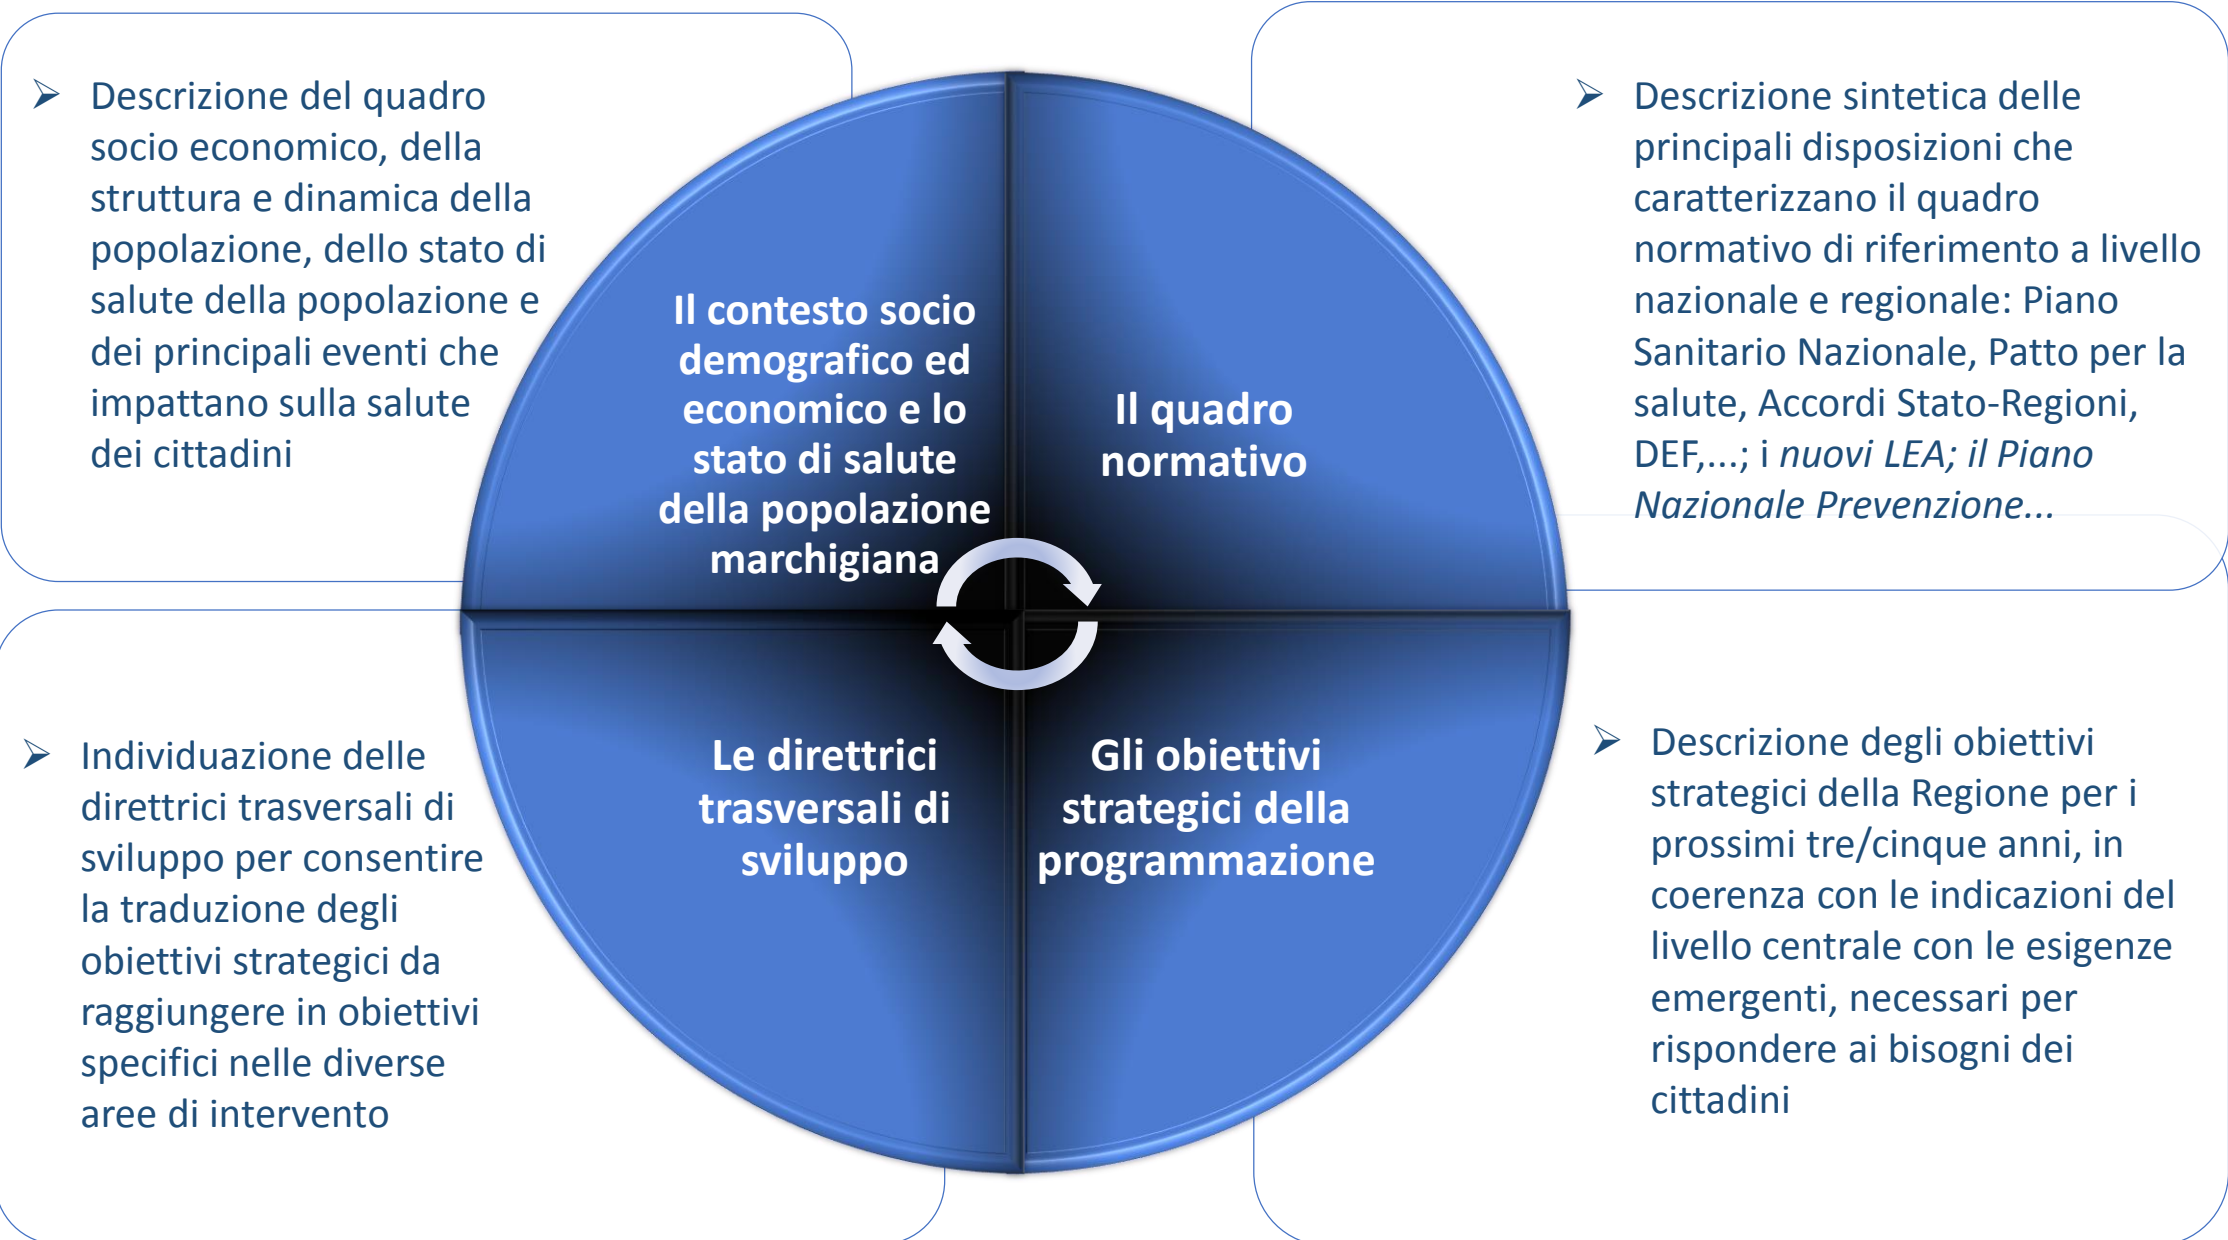 ➢ Descrizione del quadro
socio economico, della
struttura e dinamica della
popolazione, dello stato di
salute della popolazione e
dei principali eventi che
impattano sulla salute
dei cittadini
Il contesto socio
demografico ed
economico e lo
stato di salute
della popolazione
marchigiana
Il quadro
normativo
➢ Descrizione sintetica delle
principali disposizioni che
caratterizzano il quadro
normativo di riferimento a livello
nazionale e regionale: Piano
Sanitario Nazionale, Patto per la
salute, Accordi Stato-Regioni,
DEF,...; i nuovi LEA; il Piano
Nazionale Prevenzione...
➢ Individuazione delle
direttrici trasversali di
sviluppo per consentire
la traduzione degli
obiettivi strategici da
raggiungere in obiettivi
specifici nelle diverse
aree di intervento
Le direttrici
trasversali di
sviluppo
Gli obiettivi
strategici della
programmazione
➢ Descrizione degli obiettivi
strategici della Regione per i
prossimi tre/cinque anni, in
coerenza con le indicazioni del
livello centrale con le esigenze
emergenti, necessari per
rispondere ai bisogni dei
cittadini